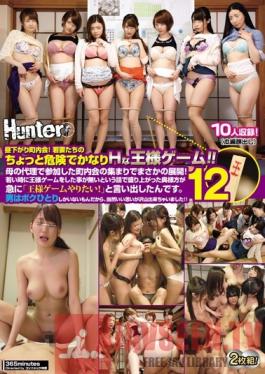 Hunter
10人収録!
昼下がり町内会!若妻たちの
ちょっと危険でかなりHな王様ゲーム!!
12
母の代理で参加した町内会の集まりでまさかの展開!
若い時に王様ゲームをした事が無いという話で盛り上がった奥様方が
急に「王様ゲームやりたい!」と言い出したんです。
男はボクひとり
しかいないもんだから、当然いい思いが沢山出来ちゃいました!!
365minutes
2枚組!
FREE JAV LIBRARY